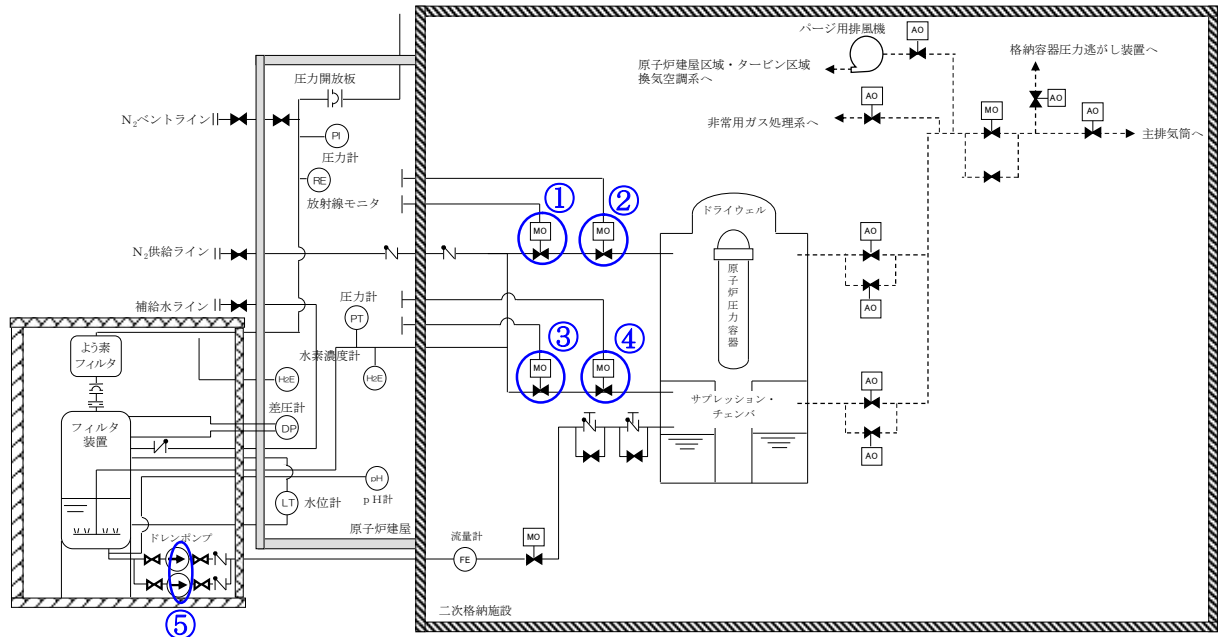 パージ用排風機
AO
格納容器圧力逃がし装置へ
原子炉建屋区域・タービン区域
換気空調系へ
圧力開放板
AO
AO
MO
AO
N₂ベントライン
非常用ガス処理系へ
主排気筒へ
PI
圧力計
RE
放射線モニタ
①
②
ドライウェル
MO
MO
AO
N₂供給ライン
原子炉圧力容器
補給水ライン
圧力計
AO
PT
③
④
よう素
フィルタ
水素濃度計
MO
MO
H2E
H2E
AO
差圧計
サプレッション・
チェンバ
フィルタ
装置
DP
AO
pH
pH計
LT
水位計
原子炉建屋
ドレンポンプ
流量計
MO
FE
⑤
二次格納施設